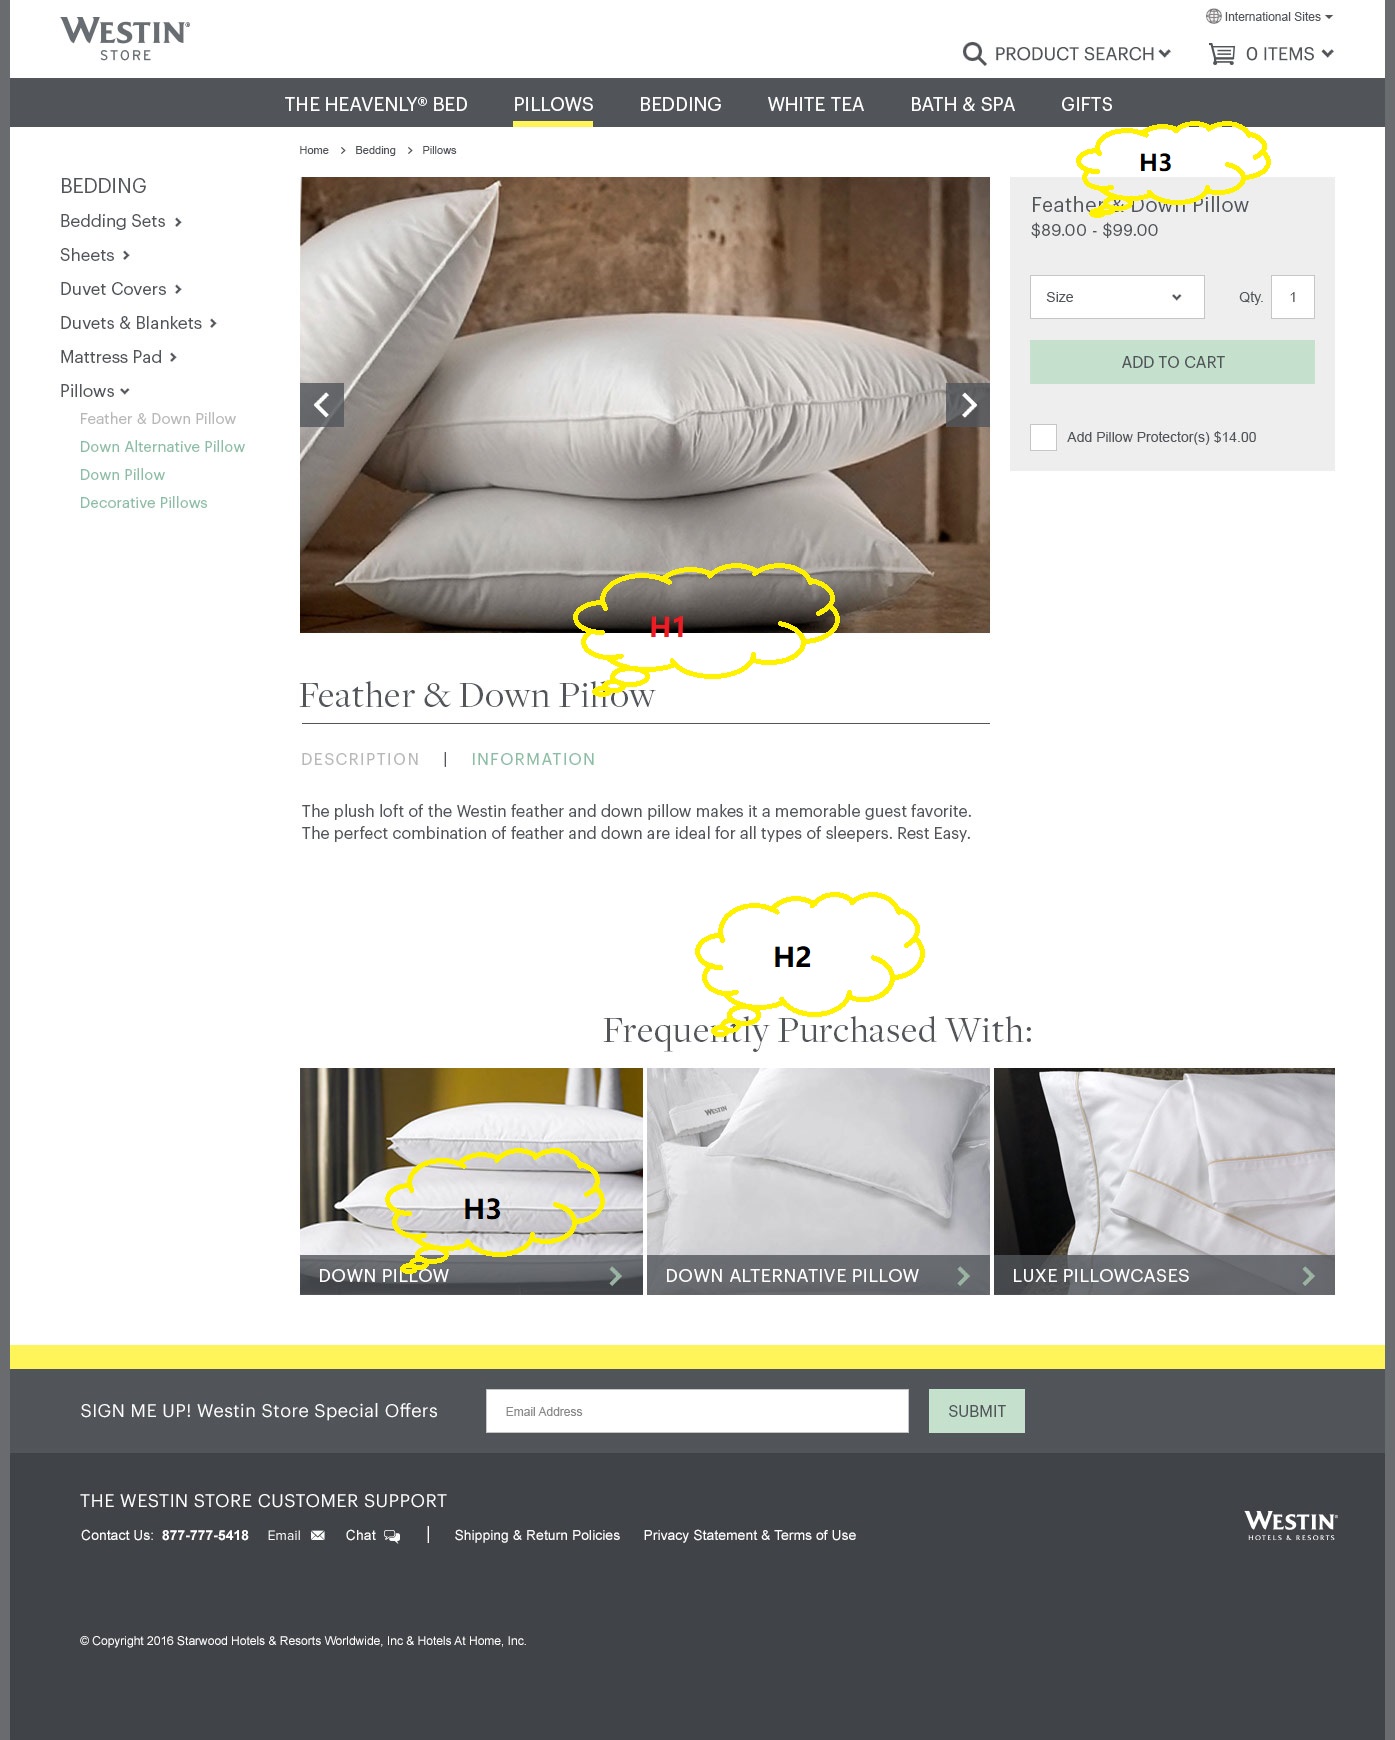 WESTIN®
STORE
International Sites
PRODUCT SEARCH
0 ITEMS
THE HEAVENLY® BED PILLOWS BEDDING WHITE TEA BATH & SPA GIFTS
Home > Bedding > Pillows
BEDDING
Bedding Sets
Sheets
Duvet Covers
Duvets & Blankets
Mattress Pad
Pillows
Feather & Down Pillow
Down Alternative Pillow
Down Pillow
Decorative Pillows
H3
Feather & Down Pillow
$89.00 - $99.00
Size
Qty. 1
ADD TO CART
Add Pillow Protector(s) $14.00
H1
Feather & Down Pillow
DESCRIPTION | INFORMATION
The plush loft of the Westin feather and down pillow makes it a memorable guest favorite.
The perfect combination of feather and down are ideal for all types of sleepers. Rest Easy.
H2
Frequently Purchased With:
WESTIN
H3
DOWN PILLOW
DOWN ALTERNATIVE PILLOW
LUXE PILLOWCASES
SIGN ME UP! Westin Store Special Offers
Email Address
SUBMIT
THE WESTIN STORE CUSTOMER SUPPORT
Contact Us: 877-777-5418 Email Chat | Shipping & Return Policies Privacy Statement & Terms of Use
WESTIN®
HOTELS & RESORTS
© Copyright 2016 Starwood Hotels & Resorts Worldwide, Inc & Hotels At Home, Inc.